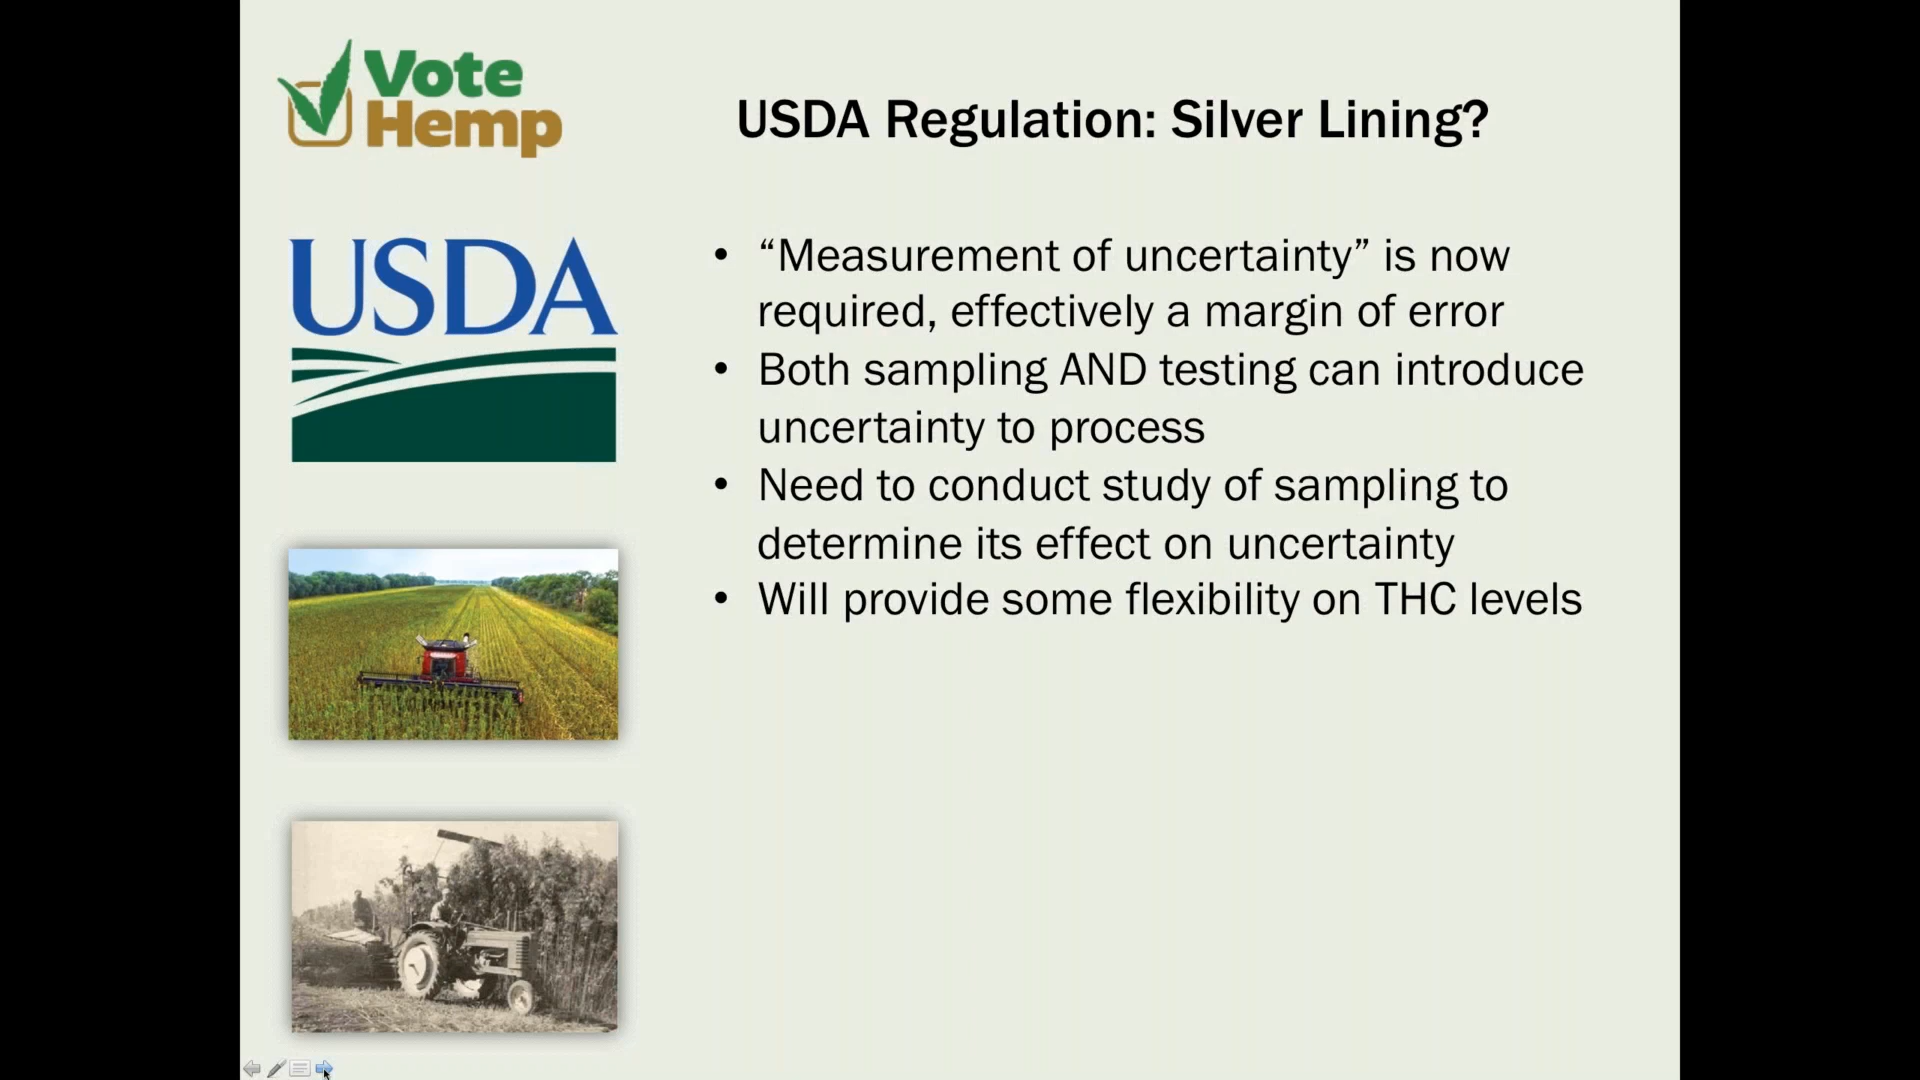 Vote
Hemp
USDA Regulation: Silver Lining?
USDA
• “Measurement of uncertainty” is now
required, effectively a margin of error
• Both sampling AND testing can introduce
uncertainty to process
• Need to conduct study of sampling to
determine its effect on uncertainty
• Will provide some flexibility on THC levels